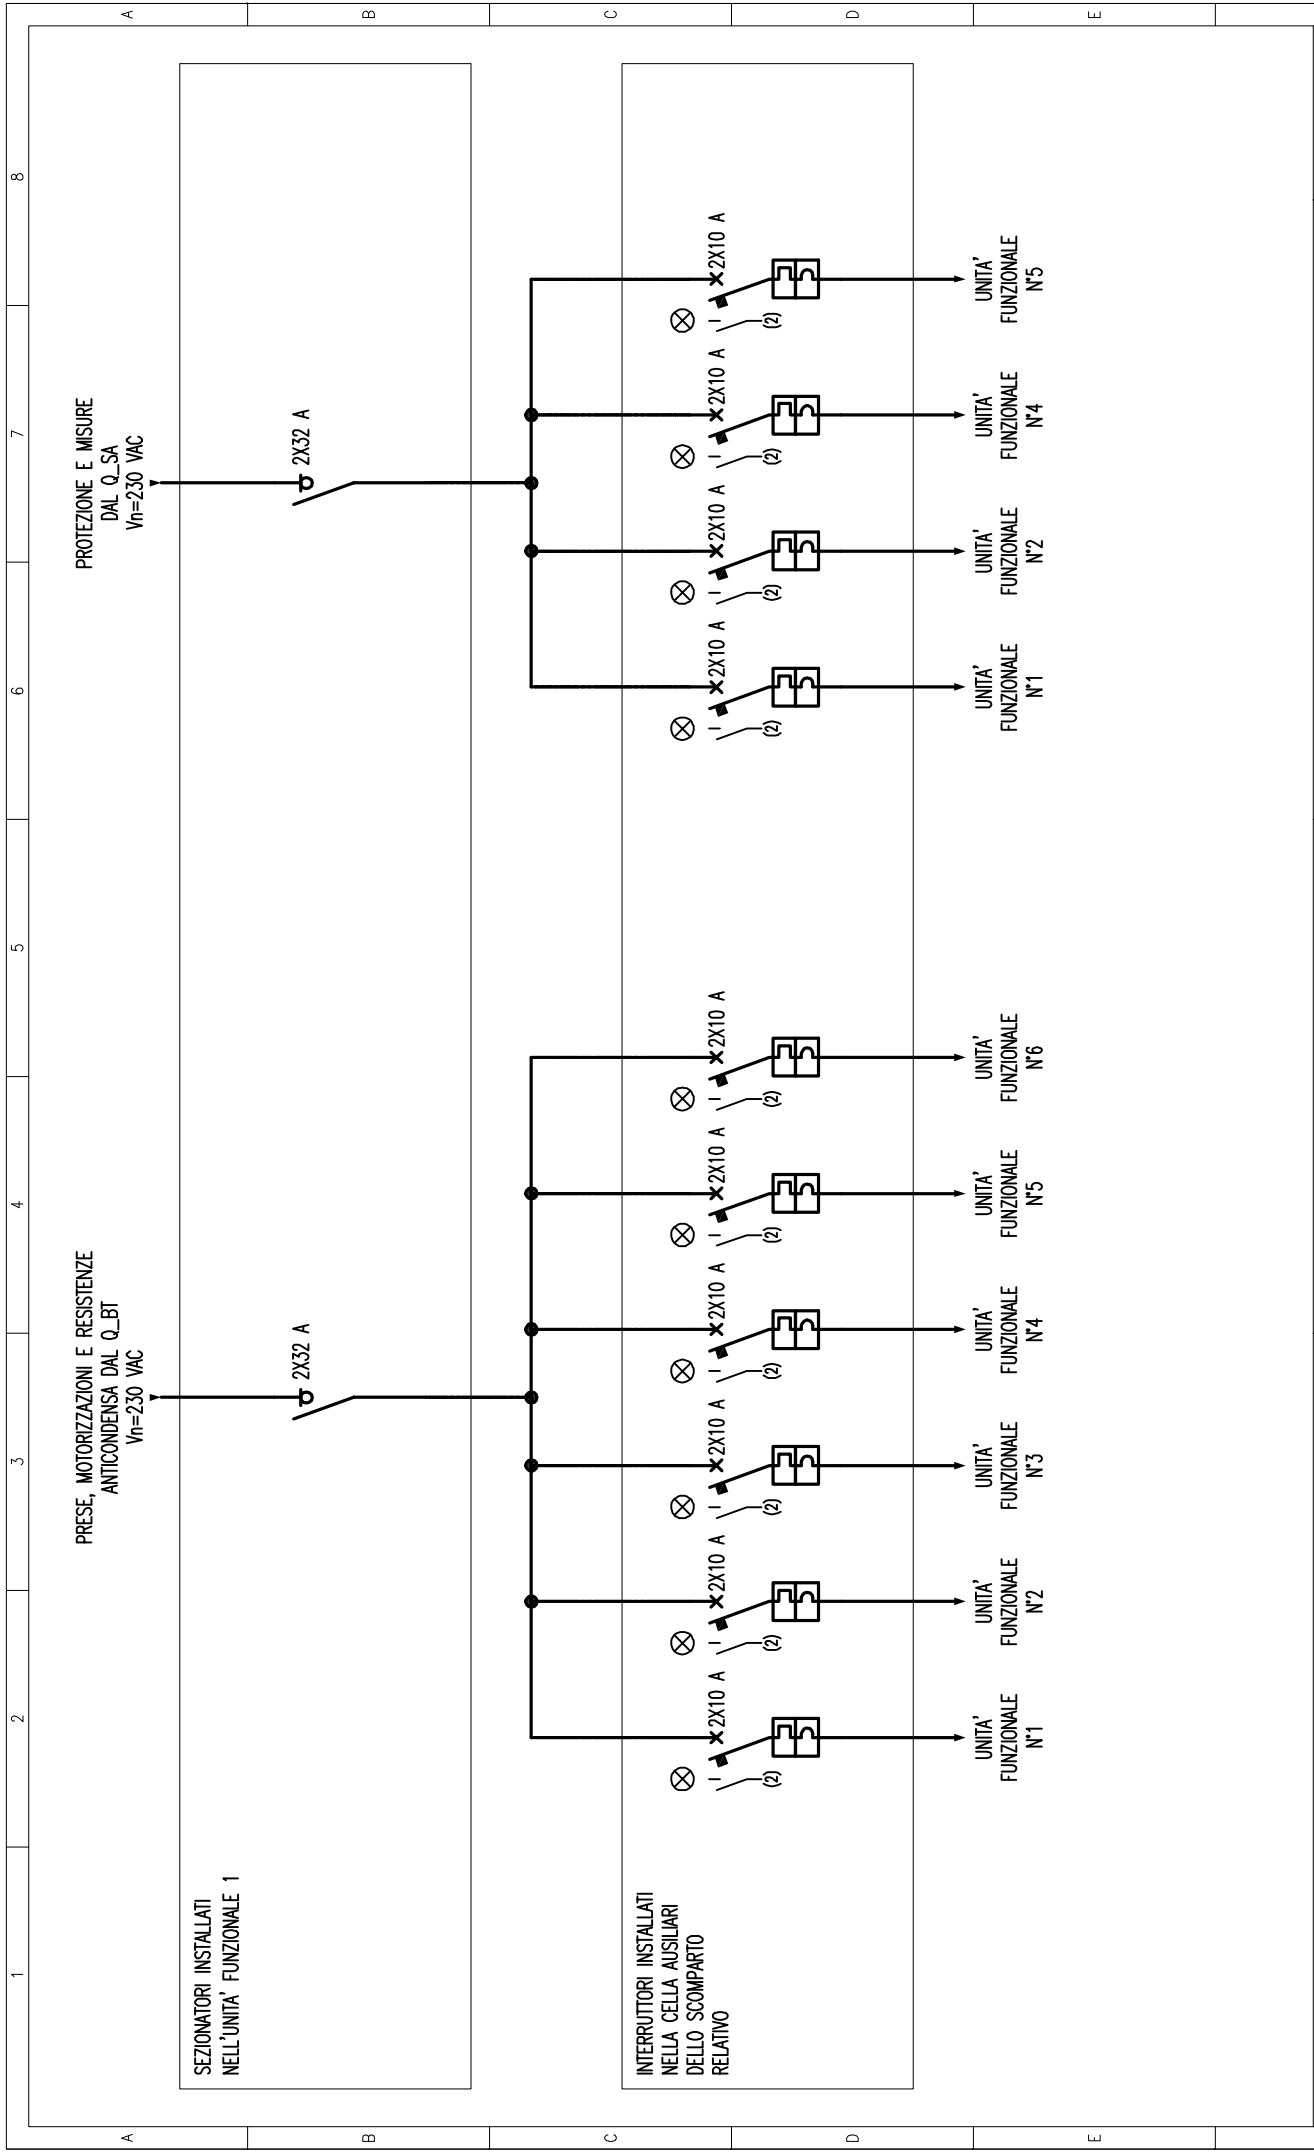 1
2
3
4
5
6
7
8
A
A
B
B
C
C
D
D
E
E
PRESE, MOTORIZZAZIONI E RESISTENZE
ANTICONDENSA DAL Q_BT
Vn=230 VAC
PROTEZIONE E MISURE
DAL Q_SA
Vn=230 VAC
SEZIONATORI INSTALLATI
NELL'UNITA' FUNZIONALE 1
2X32 A
2X32 A
INTERRUTTORI INSTALLATI
NELLA CELLA AUSILIARI
DELLO SCOMPARTO
RELATIVO
2X10 A
2X10 A
2X10 A
2X10 A
2X10 A
2X10 A
2X10 A
2X10 A
2X10 A
2X10 A
(2)
(2)
(2)
(2)
(2)
(2)
(2)
(2)
(2)
(2)
UNITA'
FUNZIONALE
N°1
UNITA'
FUNZIONALE
N°2
UNITA'
FUNZIONALE
N°3
UNITA'
FUNZIONALE
N°4
UNITA'
FUNZIONALE
N°5
UNITA'
FUNZIONALE
N°6
UNITA'
FUNZIONALE
N°1
UNITA'
FUNZIONALE
N°2
UNITA'
FUNZIONALE
N°4
UNITA'
FUNZIONALE
N°5